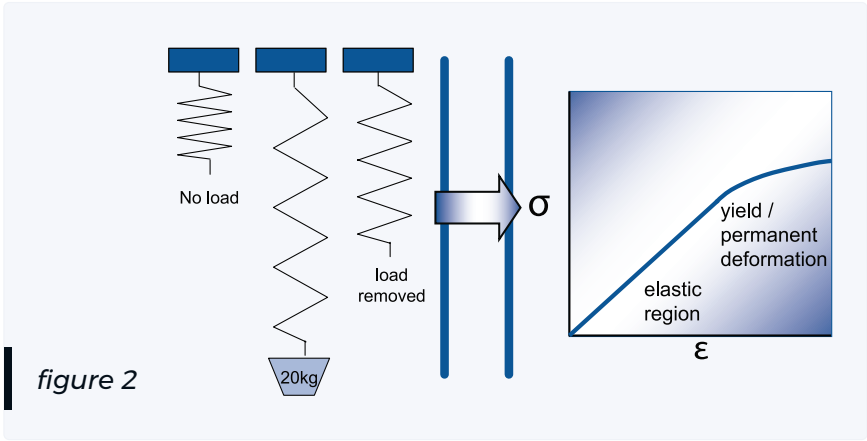 No load
20kg
load
removed
σ
yield /
permanent
deformation
elastic
region
ε
figure 2